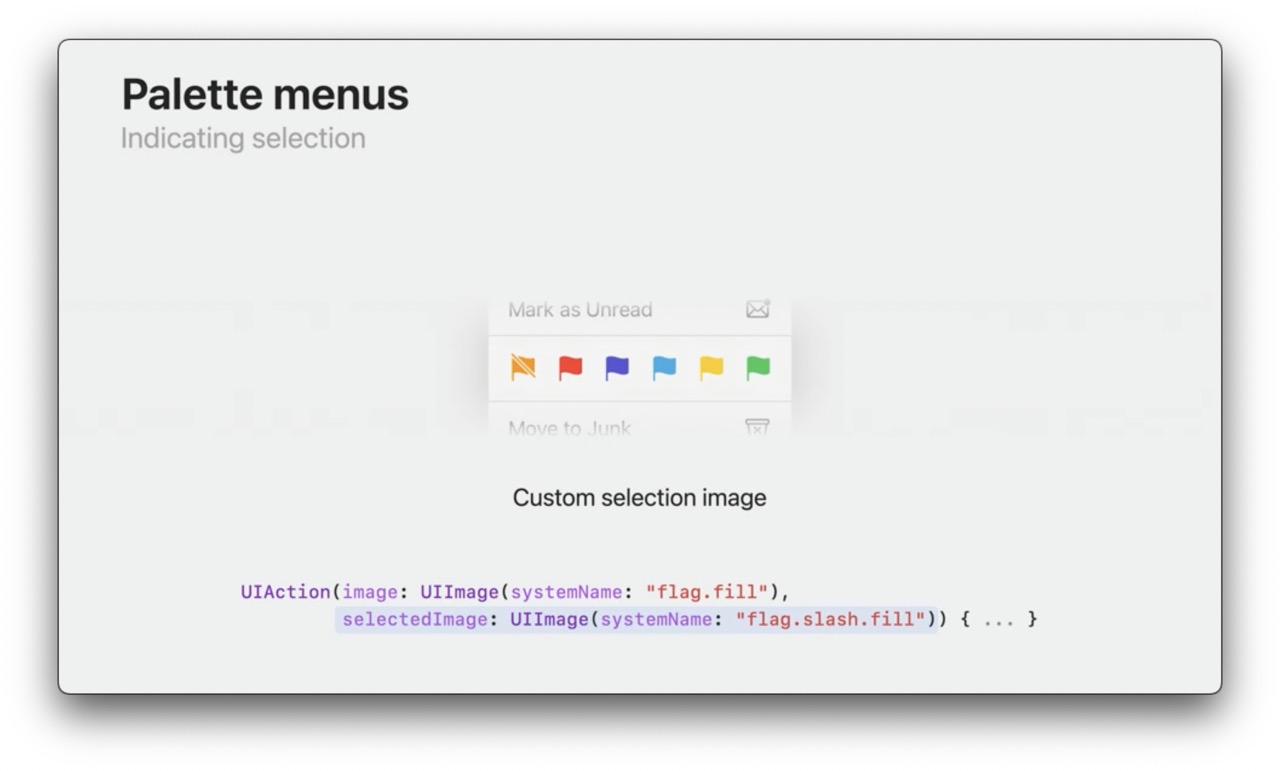 Palette menus
Indicating selection
Mark as Unread
Move to Junk
Custom selection image
UIAction(image: UIImage(systemName: "flag.fill"),
selectedImage: UIImage(systemName: "flag.slash.fill")) { ... }